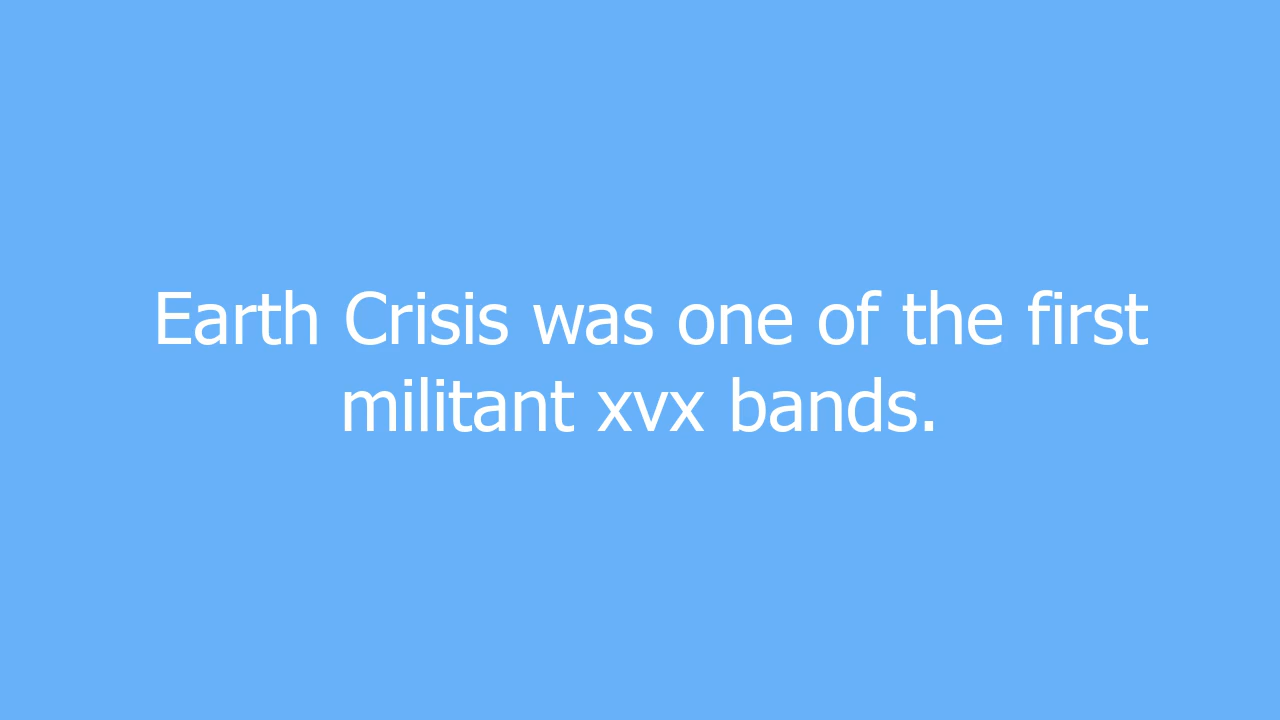 Earth Crisis was one of the first
militant xvx bands.